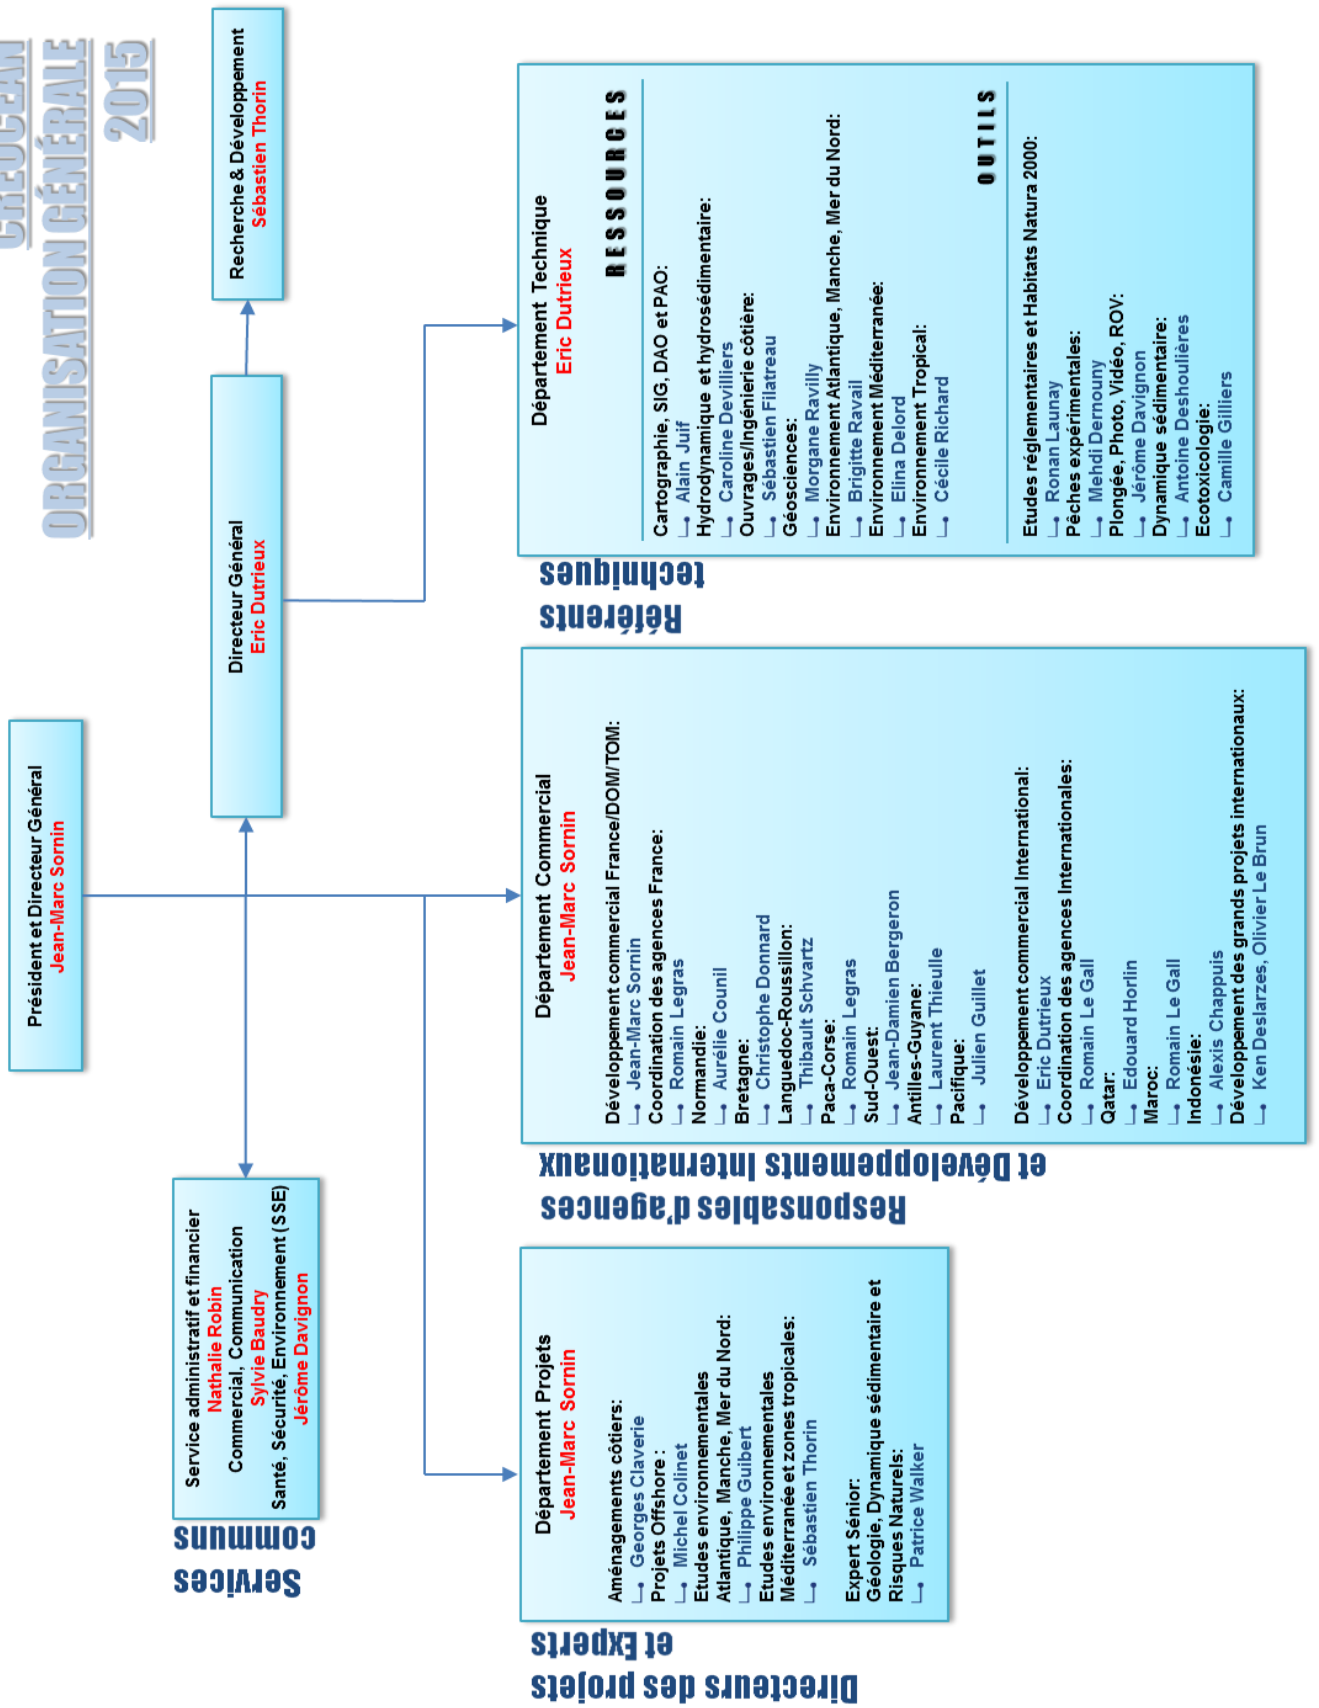 CREOCEAN
ORGANISATION GÉNÉRALE
2015
Président et Directeur Général
Jean-Marc Sornin
Services
communs
Service administratif et financier
Nathalie Robin
Commercial, Communication
Sylvie Baudry
Santé, Sécurité, Environnement (SSE)
Jérôme Davignon
Directeur Général
Eric Dutrieux
Recherche & Développement
Sébastien Thorin
Directeurs des projets
et Experts
Département Projets
Jean-Marc Sornin
Aménagements côtiers:
Georges Claverie
Projets Offshore :
Michel Colinet
Etudes environnementales
Atlantique, Manche, Mer du Nord:
Philippe Guibert
Etudes environnementales
Méditerranée et zones tropicales:
Sébastien Thorin
Expert Sénior:
Géologie, Dynamique sédimentaire et
Risques Naturels:
Patrice Walker
Responsables d'agences
et Développements Internationaux
Département Commercial
Jean-Marc Sornin
Développement commercial France/DOM/TOM:
Jean-Marc Sornin
Coordination des agences France:
Romain Legras
Normandie:
Aurélie Counil
Bretagne:
Christophe Donnard
Languedoc-Roussillon:
Thibault Schvartz
Paca-Corse:
Romain Legras
Sud-Ouest:
Jean-Damien Bergeron
Antilles-Guyane:
Laurent Thieulle
Pacifique:
Julien Guillet
Développement commercial International:
Eric Dutrieux
Coordination des agences Internationales:
Romain Le Gall
Qatar:
Edouard Horlin
Maroc:
Romain Le Gall
Indonésie:
Alexis Chappuis
Développement des grands projets internationaux:
Ken Deslarzes, Olivier Le Brun
Référents
techniques
Département Technique
Eric Dutrieux
RESSOURCES
Cartographie, SIG, DAO et PAO:
Alain Juif
Hydrodynamique et hydrosédimentaire:
Caroline Devilliers
Ouvrages/Ingénierie côtière:
Sébastien Filatreau
Géosciences:
Morgane Ravilly
Environnement Atlantique, Manche, Mer du Nord:
Brigitte Ravail
Environnement Méditerranée:
Elina Delord
Environnement Tropical:
Cécile Richard
OUTILS
Etudes réglementaires et Habitats Natura 2000:
Ronan Launay
Pêches expérimentales:
Mehdi Dernouny
Plongée, Photo, Vidéo, ROV:
Jérôme Davignon
Dynamique sédimentaire:
Antoine Deshoulières
Ecotoxicologie:
Camille Gilliers